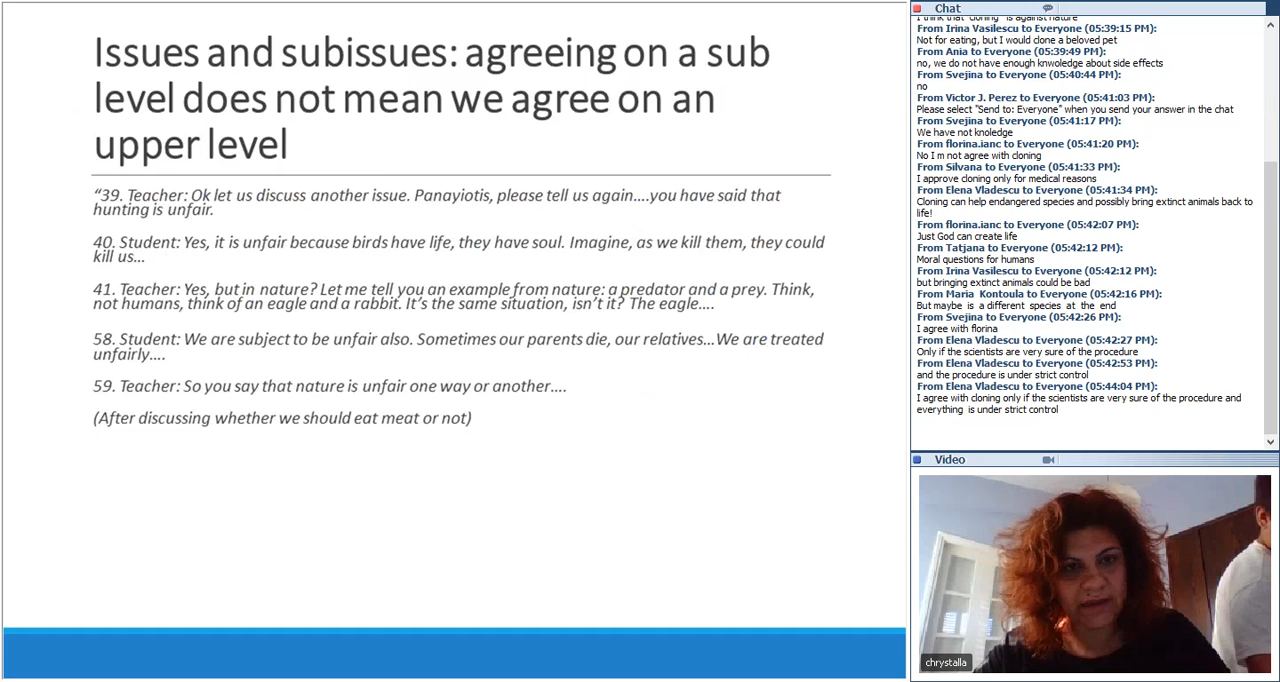 Issues and subissues: agreeing on a sub
level does not mean we agree on an
upper level
“39. Teacher: Ok let us discuss another issue. Panayiotis, please tell us again….you have said that
hunting is unfair.
40. Student: Yes, it is unfair because birds have life, they have soul. Imagine, as we kill them, they could
kill us…
41. Teacher: Yes, but in nature? Let me tell you an example from nature: a predator and a prey. Think,
not humans, think of an eagle and a rabbit. It’s the same situation, isn’t it? The eagle….
58. Student: We are subject to be unfair also. Sometimes our parents die, our relatives…We are treated
unfairly….
59. Teacher: So you say that nature is unfair one way or another….
(After discussing whether we should eat meat or not)
Chat
I think that "cloning" is against nature
From Irina Vasilescu to Everyone (05:39:15 PM):
Not for eating, but I would clone a beloved pet
From Ania to Everyone (05:39:49 PM):
no, we do not have enough knwoledge about side effects
From Svejina to Everyone (05:40:44 PM):
no
From Victor J. Perez to Everyone (05:41:03 PM):
Please select "Send to: Everyone" when you send your answer in the chat
From Svejina to Everyone (05:41:17 PM):
We have not knoledge
From florina.ianc to Everyone (05:41:20 PM):
No I m not agree with cloning
From Silvana to Everyone (05:41:33 PM):
I approve cloning only for medical reasons
From Elena Vladescu to Everyone (05:41:34 PM):
Cloning can help endangered species and possibly bring extinct animals back to
life!
From florina.ianc to Everyone (05:42:07 PM):
Just God can create life
From Tatjana to Everyone (05:42:12 PM):
Moral questions for humans
From Irina Vasilescu to Everyone (05:42:12 PM):
but bringing extinct animals could be bad
From Maria Kontoula to Everyone (05:42:16 PM):
But maybe is a different species at the end
From Svejina to Everyone (05:42:26 PM):
I agree with florina
From Elena Vladescu to Everyone (05:42:27 PM):
Only if the scientists are very sure of the procedure
From Elena Vladescu to Everyone (05:42:53 PM):
and the procedure is under strict control
From Elena Vladescu to Everyone (05:44:04 PM):
I agree with cloning only if the scientists are very sure of the procedure and
everything is under strict control
Video
chrystalla